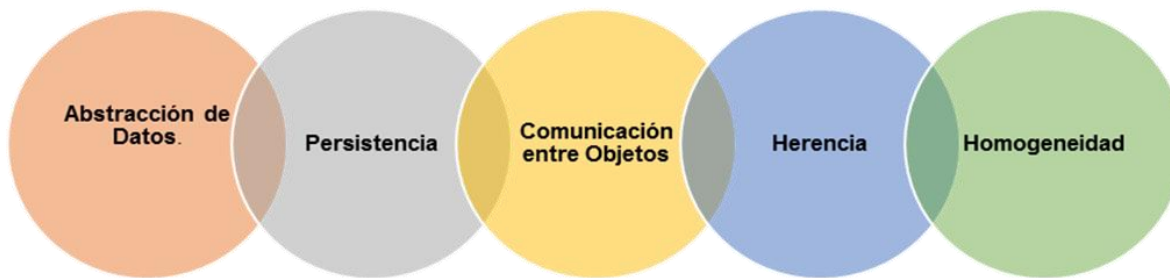 Abstracción de
Datos.
Persistencia
Comunicación
entre Objetos
Herencia
Homogeneidad